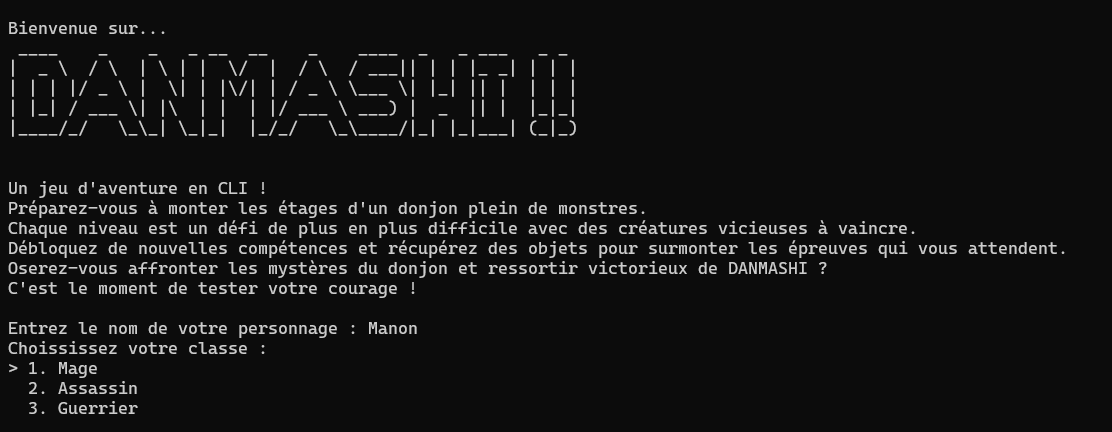 Bienvenue sur...
DANMASHI !!
Un jeu d'aventure en CLI !
Préparez-vous à monter les étages d'un donjon plein de monstres.
Chaque niveau est un défi de plus en plus difficile avec des créatures vicieuses à vaincre.
Débloquez de nouvelles compétences et récupérez des objets pour surmonter les épreuves qui vous attendent.
Oserez-vous affronter les mystères du donjon et ressortir victorieux de DANMASHI ?
C'est le moment de tester votre courage !
Entrez le nom de votre personnage : Manon
Choississez votre classe :
> 1. Mage
2. Assassin
3. Guerrier